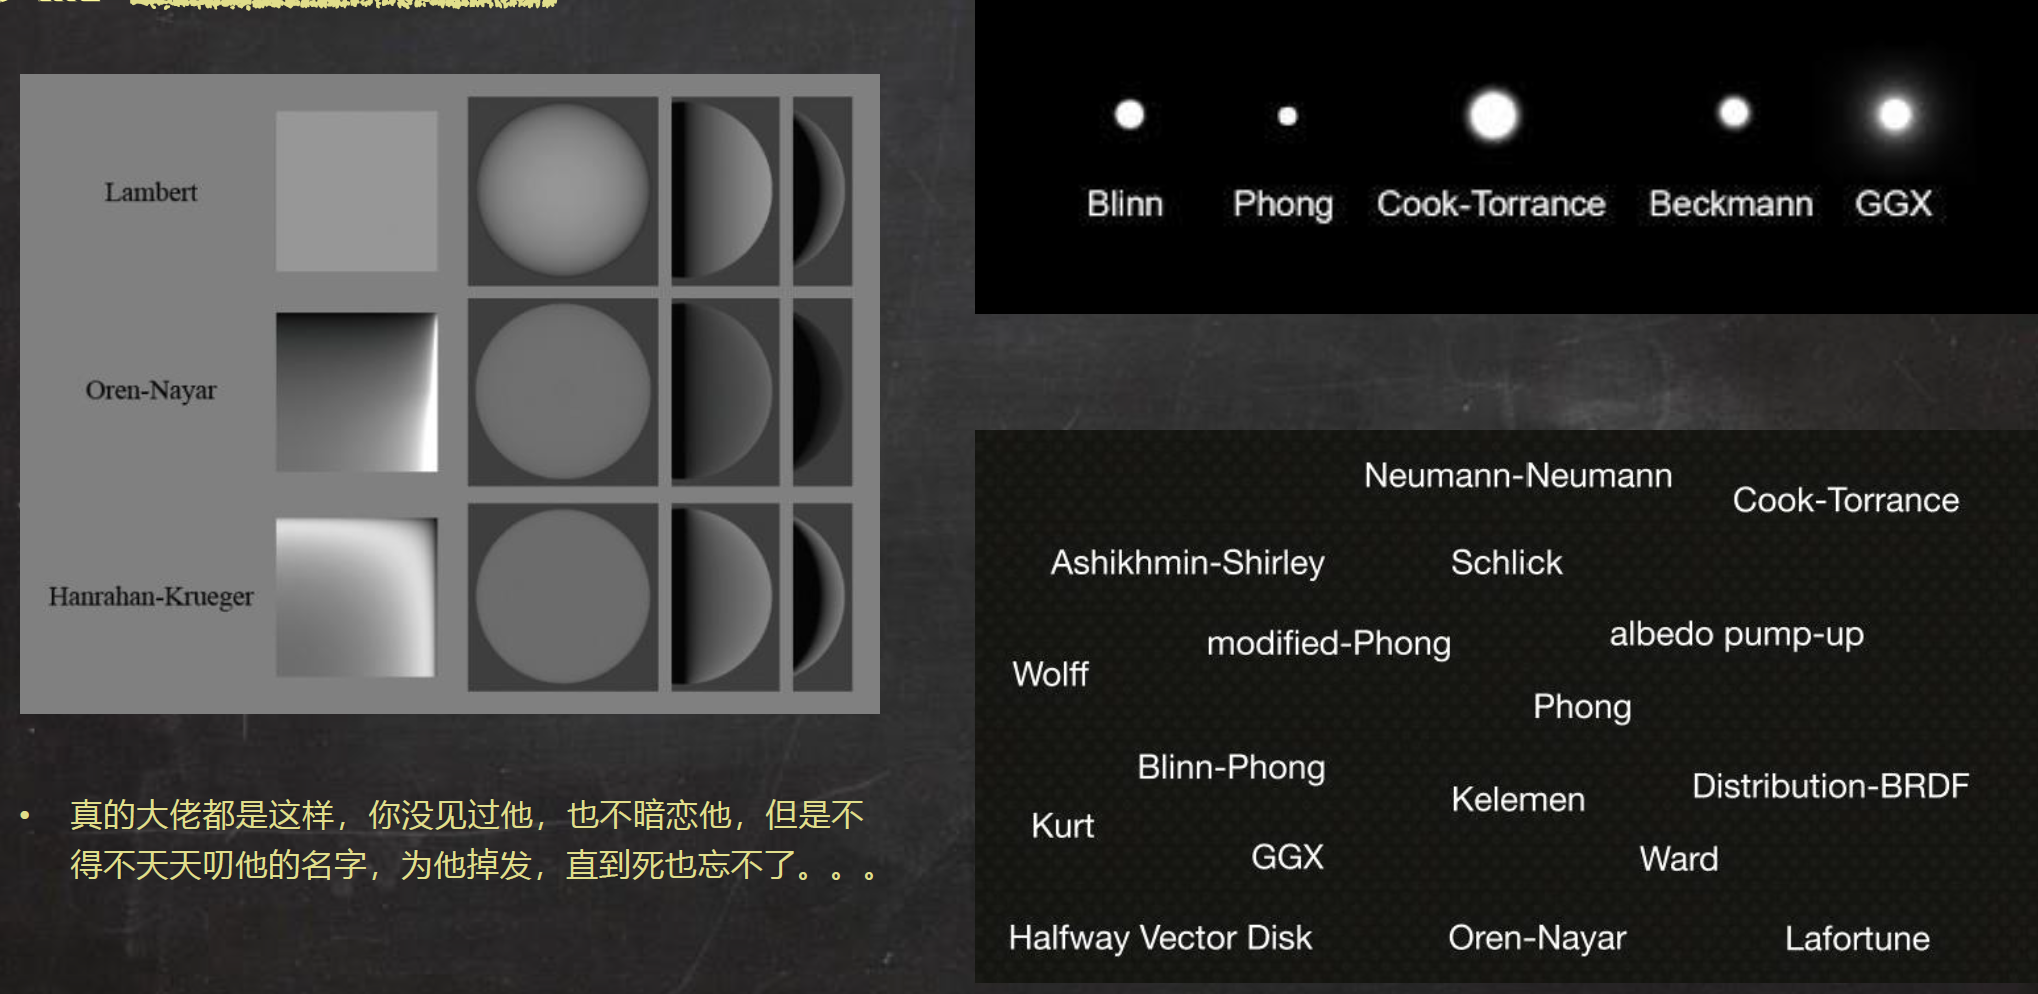 Lambert
Oren-Nayar
Hanrahan-Krueger
• 真的大佬都是这样，你没见过他，也不暗恋他，但是不
得不天天叨他的名字，为他掉发，直到死也忘不了。。。
Blinn Phong Cook-Torrance Beckmann GGX
Neumann-Neumann
Cook-Torrance
Ashikhmin-Shirley Schlick
modified-Phong albedo pump-up
Wolff
Phong
Blinn-Phong
Kelemen Distribution-BRDF
Kurt
GGX Ward
Halfway Vector Disk Oren-Nayar Lafortune